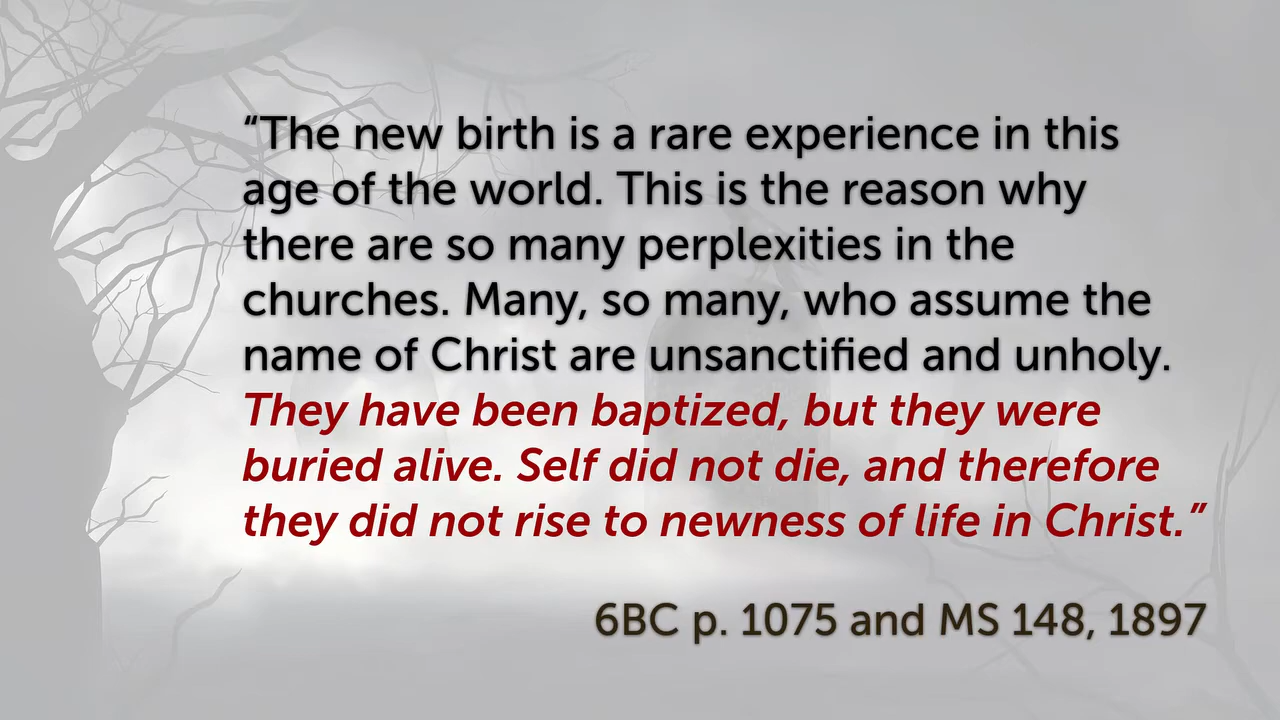 “The new birth is a rare experience in this
age of the world. This is the reason why
there are so many perplexities in the
churches. Many, so many, who assume the
name of Christ are unsanctified and unholy.
They have been baptized, but they were
buried alive. Self did not die, and therefore
they did not rise to newness of life in Christ.”
6BC p. 1075 and MS 148, 1897